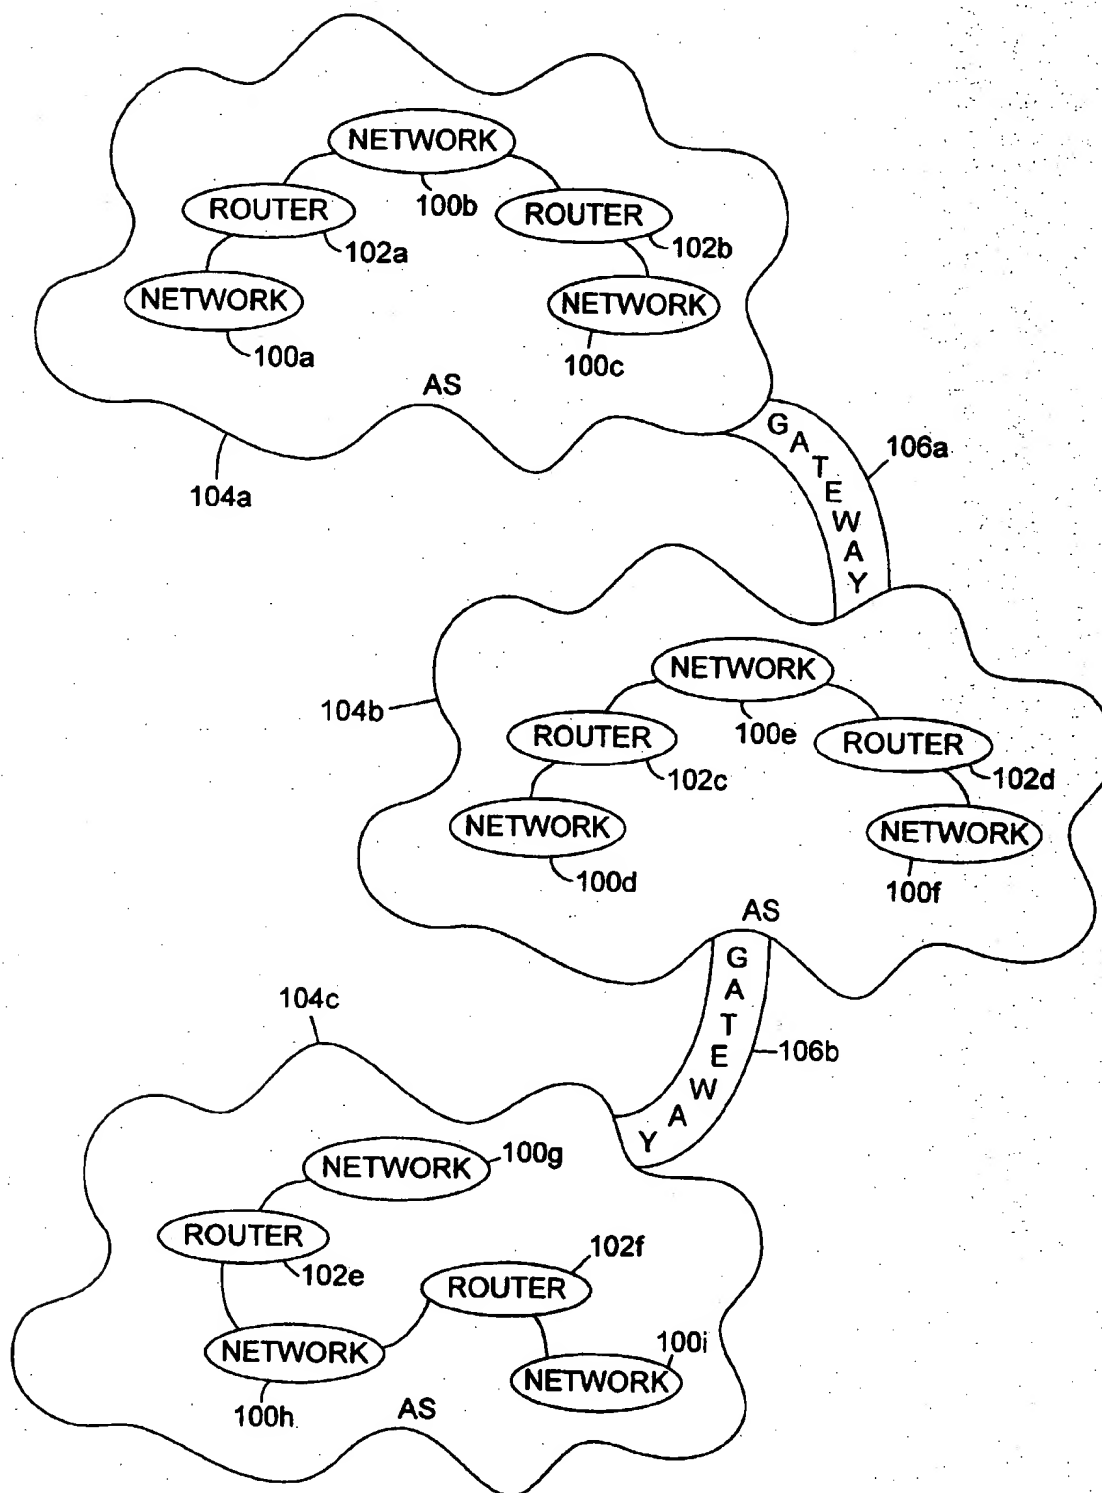 NETWORK
100b
ROUTER
102a
ROUTER
102b
NETWORK
100a
NETWORK
100c
AS
104a
GATEWAY
106a
NETWORK
100e
104b
ROUTER
102c
ROUTER
102d
NETWORK
100d
NETWORK
100f
AS
GATEWAY
106b
104c
NETWORK
100g
ROUTER
102e
102f
ROUTER
NETWORK
100h
100i
NETWORK
AS